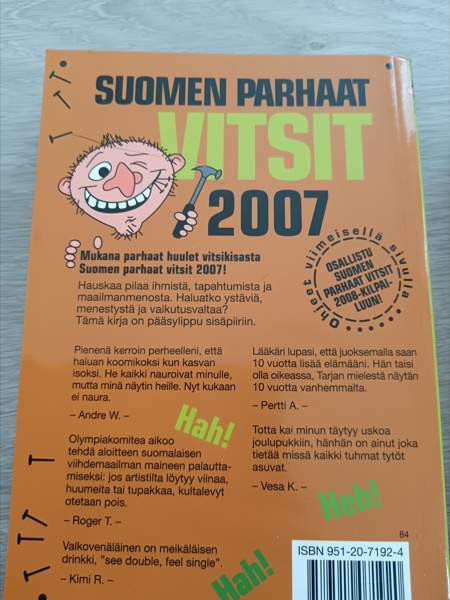 SUOMEN PARHAAT
VITSIT
2007
Mukana parhaat huulet vitsikisasta
Suomen parhaat vitsit 2007!
Hauskaa pilaa ihmistä, tapahtumista ja
maailmanmenosta. Haluatko ystäviä,
menestystä ja vaikutusvaltaa?
Tämä kirja on pääsylippu sisäpiiriin.
Ohjeet viimeisellä sivulla
OSALLISTU
SUOMEN
PARHAAT VITSIT
2008-KILPAI-
LUUN!
Pienenä kerroin perheelleni, että
haluan koomikoksi kun kasvan
isoksi. He kaikki nauroivat minulle,
mutta minä näytin heille. Nyt kukaan
ei naura.
– Andre W. –
Hah!
Olympiakomitea aikoo
tehdä aloitteen suomalaisen
viihdemaailman maineen palautta-
miseksi: jos artistilta löytyy viinaa,
huumeita tai tupakkaa, kultalevyt
otetaan pois.
– Roger T. –
Valkovenäläinen on meikäläisen
drinkki, "see double, feel single".
– Kimi R. –
Hah!
Lääkäri lupasi, että juoksemalla saan
10 vuotta lisää elämääni. Hän taisi
olla oikeassa, Tarjan mielestä näytän
10 vuotta vanhemmalta.
– Pertti A. –
Totta kai minun täytyy uskoa
joulupukkiin, hänhän on ainut joka
tietää missä kaikki tuhmat tytöt
asuvat.
– Vesa K. –
Heh!
84
ISBN 951-20-7192-4